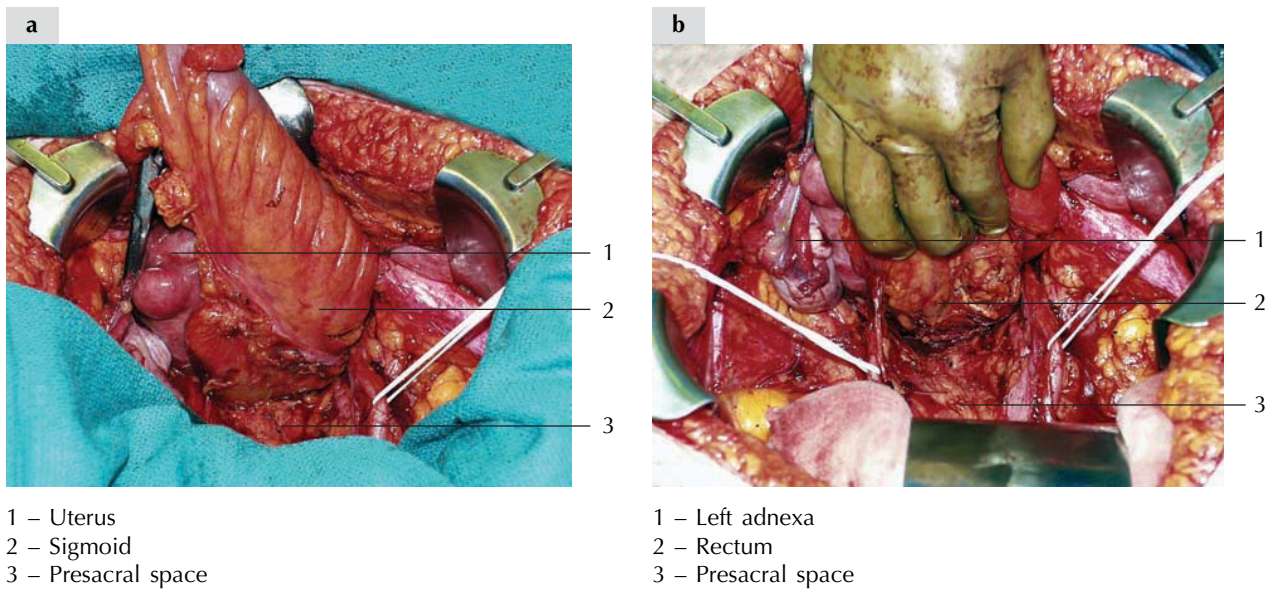 a
1
2
3
1 – Uterus
2 – Sigmoid
3 – Presacral space
b
1
2
3
1 – Left adnexa
2 – Rectum
3 – Presacral space